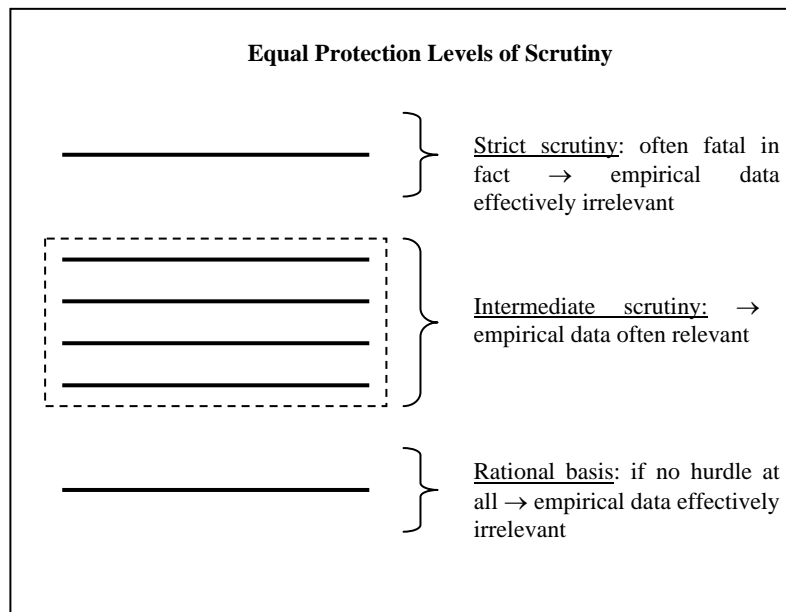 Equal Protection Levels of Scrutiny
Strict scrutiny: often fatal in
fact → empirical data
effectively irrelevant
Intermediate scrutiny: →
empirical data often relevant
Rational basis: if no hurdle at
all → empirical data effectively
irrelevant